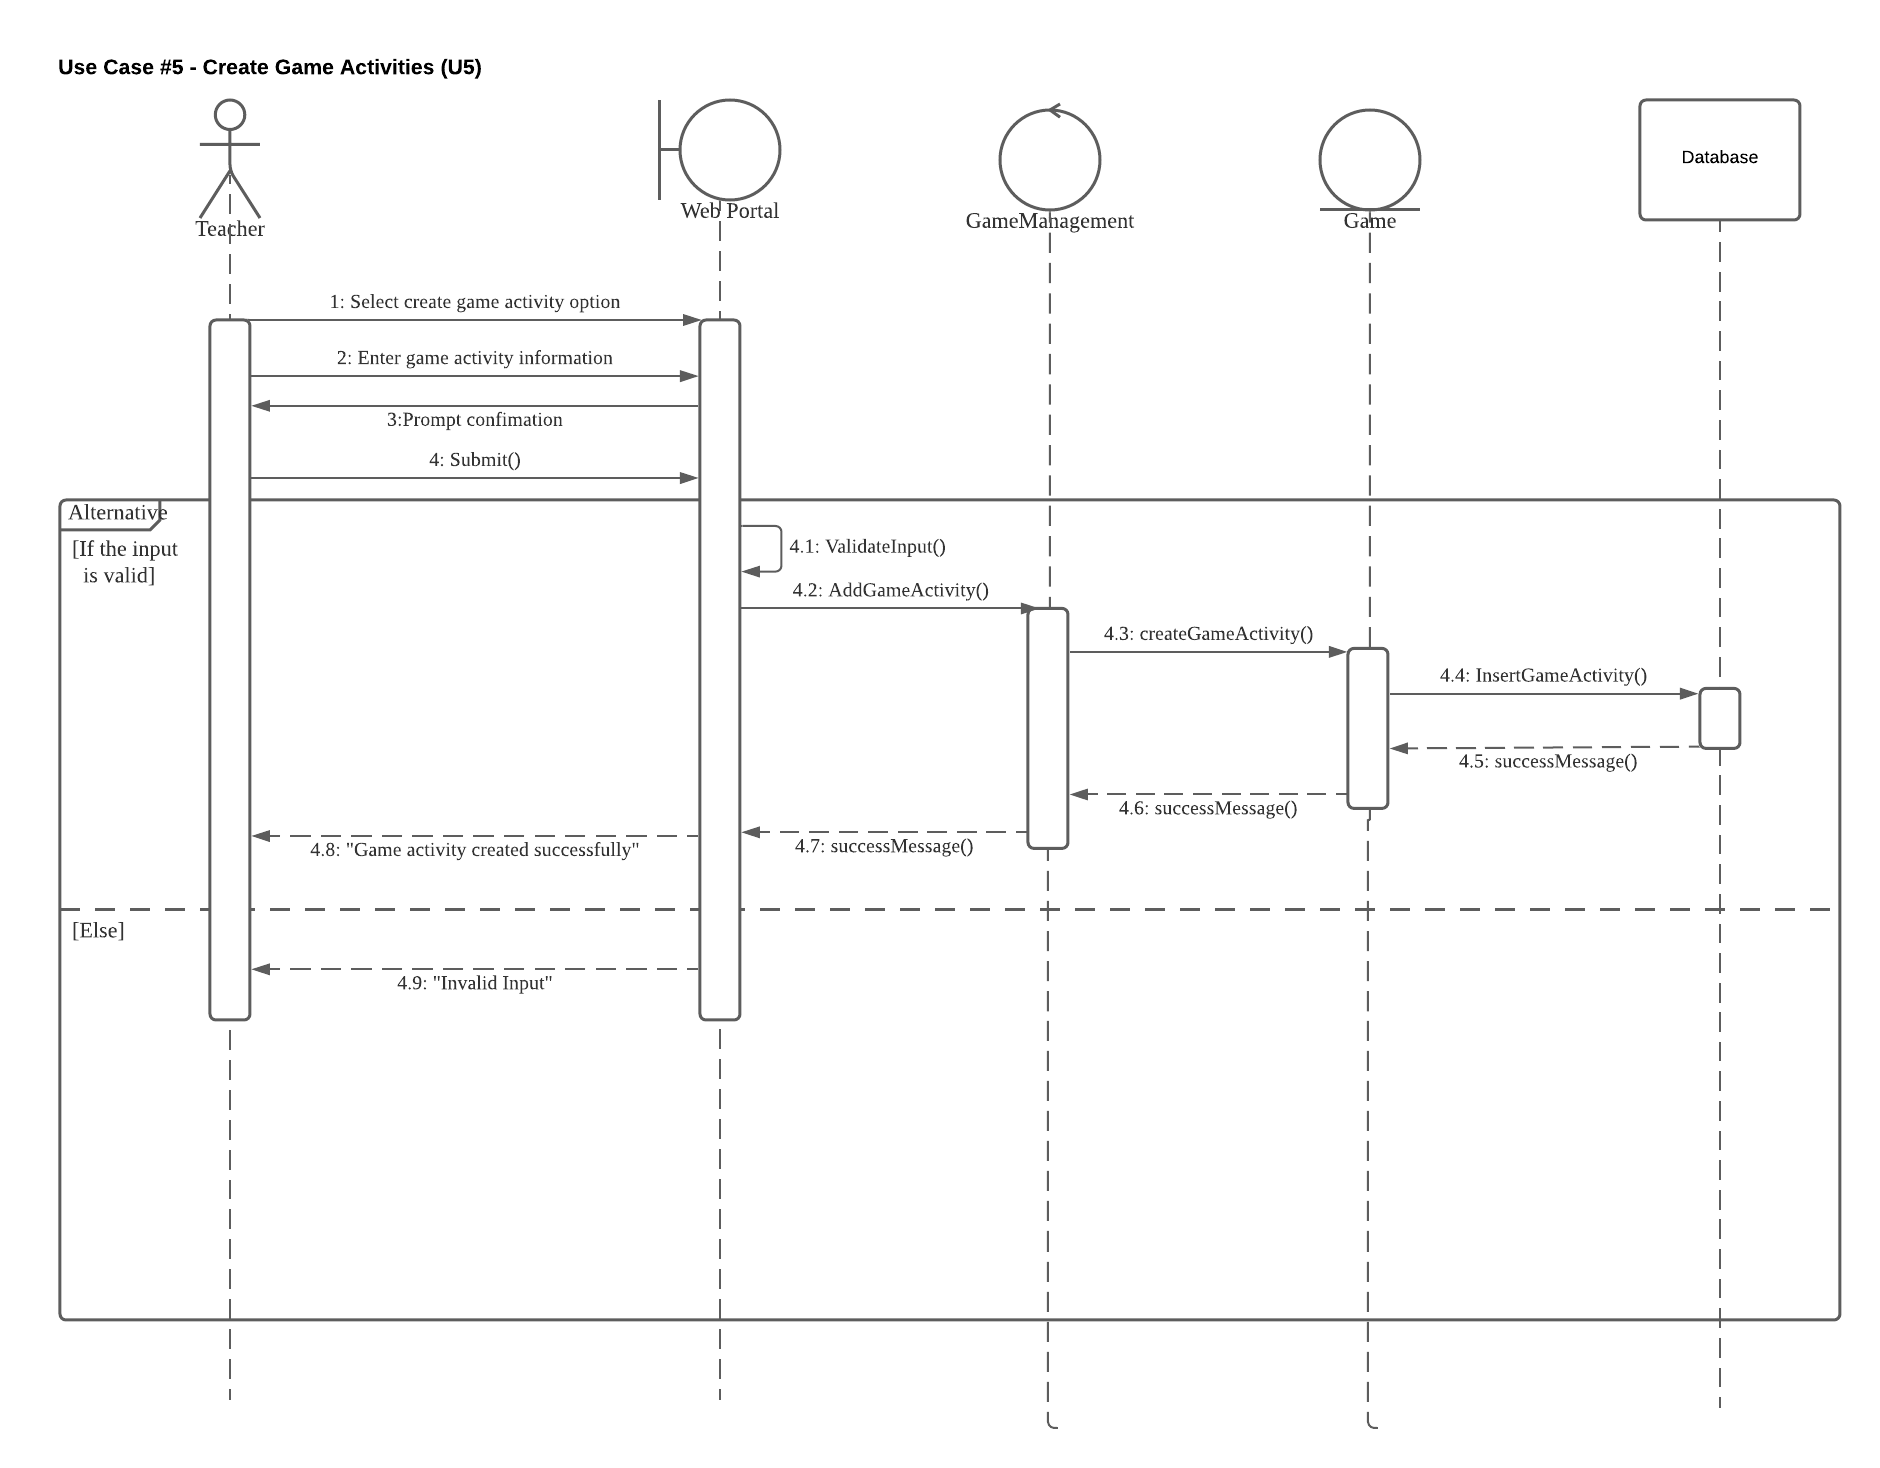 Use Case #5 - Create Game Activities (U5)
Teacher
Web Portal
GameManagement
Game
Database
1: Select create game activity option
2: Enter game activity information
3:Prompt confimation
4: Submit()
Alternative
[If the input
is valid]
4.1: ValidateInput()
4.2: AddGameActivity()
4.3: createGameActivity()
4.4: InsertGameActivity()
4.5: successMessage()
4.6: successMessage()
4.7: successMessage()
4.8: "Game activity created successfully"
[Else]
4.9: "Invalid Input"